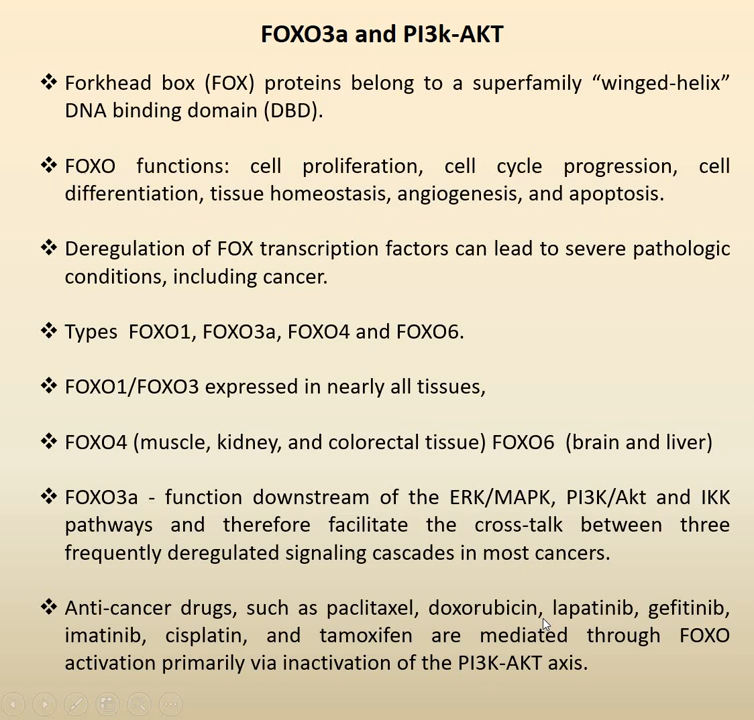 FOXO3a and PI3k-AKT
❖ Forkhead box (FOX) proteins belong to a superfamily “winged-helix”
DNA binding domain (DBD).
❖ FOXO functions: cell proliferation, cell cycle progression, cell
differentiation, tissue homeostasis, angiogenesis, and apoptosis.
❖ Deregulation of FOX transcription factors can lead to severe pathologic
conditions, including cancer.
❖ Types FOXO1, FOXO3a, FOXO4 and FOXO6.
❖ FOXO1/FOXO3 expressed in nearly all tissues,
❖ FOXO4 (muscle, kidney, and colorectal tissue) FOXO6 (brain and liver)
❖ FOXO3a - function downstream of the ERK/MAPK, PI3K/Akt and IKK
pathways and therefore facilitate the cross-talk between three
frequently deregulated signaling cascades in most cancers.
❖ Anti-cancer drugs, such as paclitaxel, doxorubicin, lapatinib, gefitinib,
imatinib, cisplatin, and tamoxifen are mediated through FOXO
activation primarily via inactivation of the PI3K-AKT axis.